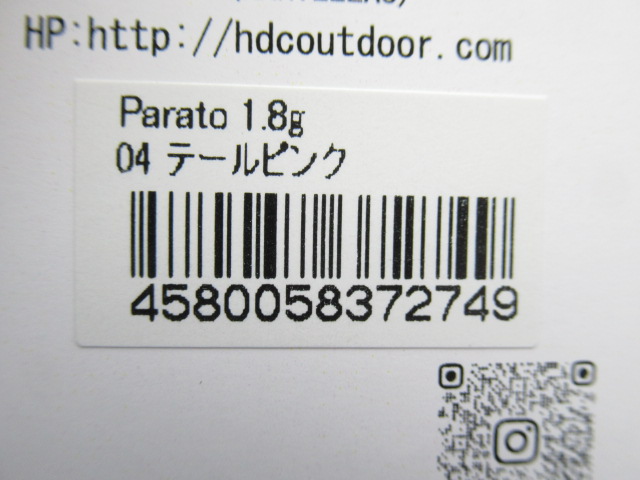 HP:http://hdcoutdoor.com
Parato 1.8g
04 テールピンク
4580058372749